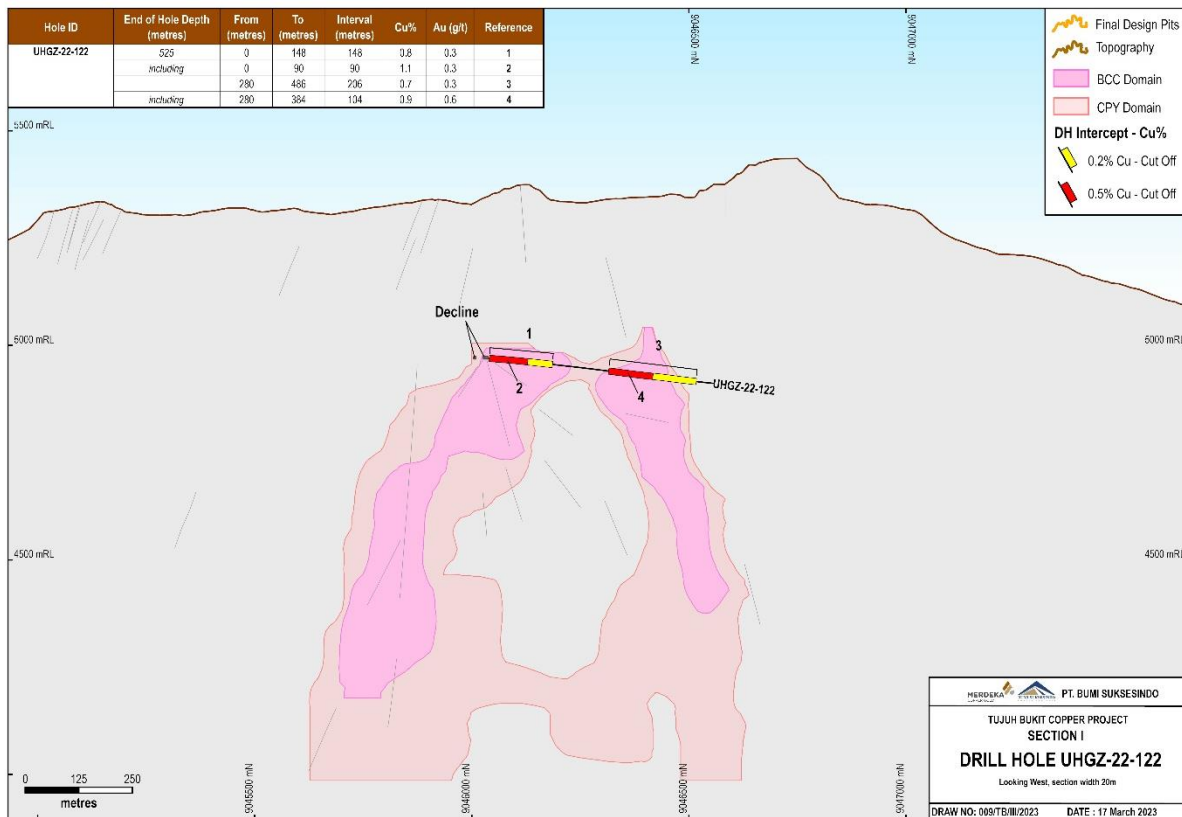 Hole ID End of Hole Depth (metres) From (metres) To (metres) Interval (metres) Cu% Au (g/t) Reference
UHGZ-22-122 525 0 148 148 0.8 0.3 1
including 0 90 90 1.1 0.3 2
280 486 206 0.7 0.3 3
including 280 384 104 0.9 0.6 4
9046500 mN
9047000 mN
Final Design Pits
Topography
BCC Domain
CPY Domain
DH Intercept - Cu%
0.2% Cu - Cut Off
0.5% Cu - Cut Off
5500 mRL
5000 mRL
5000 mRL
Decline
1
3
2
4
UHGZ-22-122
4500 mRL
4500 mRL
0 125 250
metres
9045500 mN
9046000 mN
9046500 mN
9047000 mN
MERDEKA
PT. BUMI SUKSESINDO
TUJUH BUKIT COPPER PROJECT
SECTION I
DRILL HOLE UHGZ-22-122
Looking West, section width 20m
DRAW NO: 009/TB/III/2023 DATE : 17 March 2023